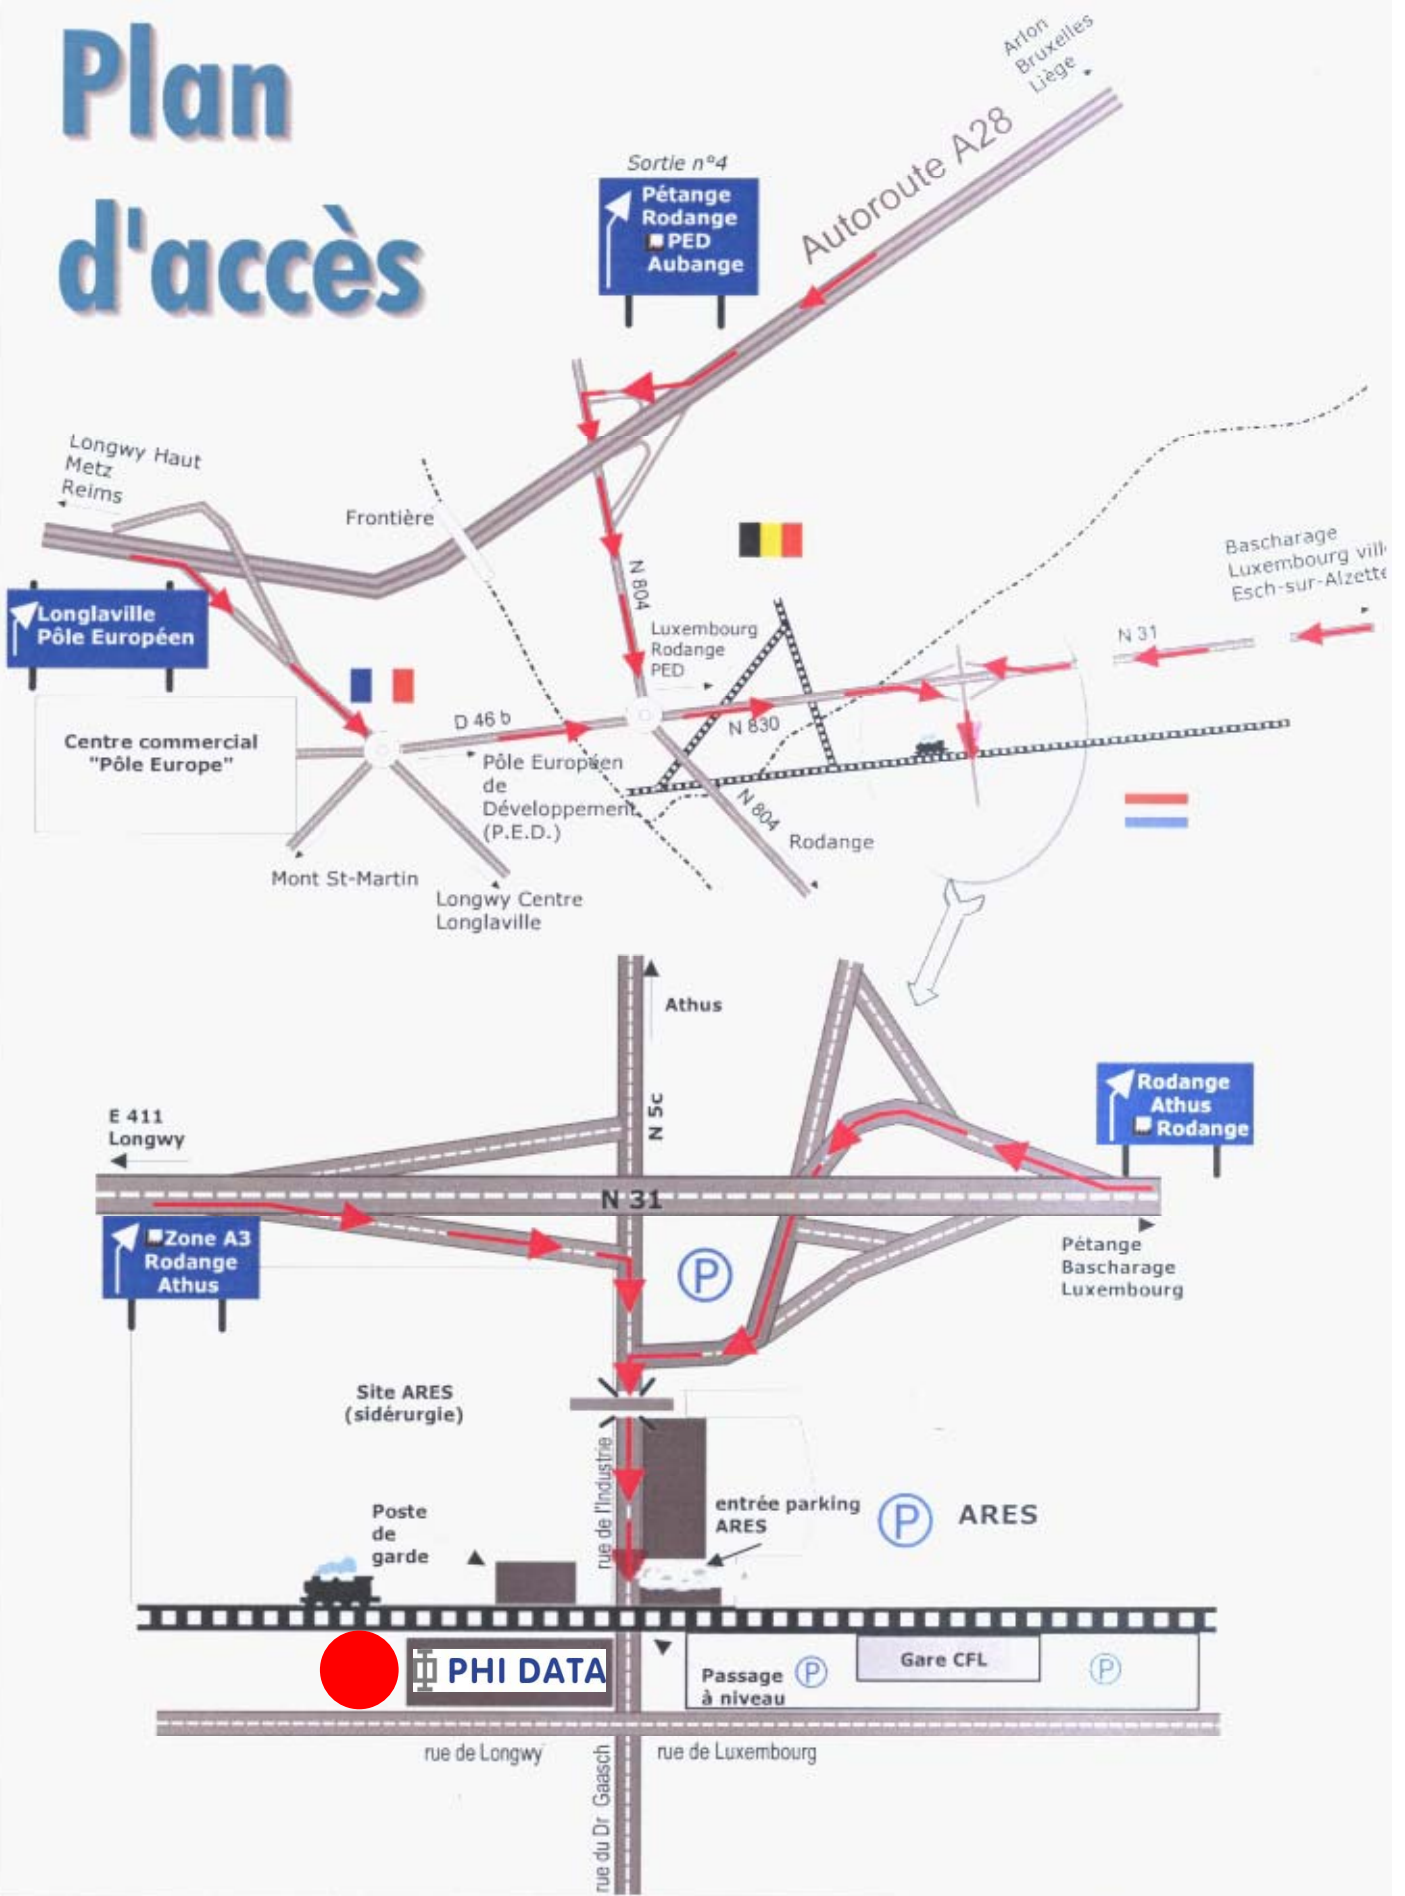 Plan
d'accès
Arlon
Bruxelles
Liège
Autoroute A28
Sortie n°4
Pétange
Rodange
PED
Aubange
Longwy Haut
Metz
Reims
Frontière
Longlaville
Pôle Européen
N 804
Luxembourg
Rodange
PED
Bascharage
Luxembourg vill
Esch-sur-Alzette
N 31
D 46 b
N 830
Centre commercial
"Pôle Europe"
Pôle Européen
de
Développement
(P.E.D.)
N 804
Rodange
Mont St-Martin
Longwy Centre
Longlaville
Athus
N 5c
E 411
Longwy
Rodange
Athus
Rodange
N 31
Zone A3
Rodange
Athus
P
Pétange
Bascharage
Luxembourg
Site ARES
(sidérurgie)
rue de l'Industrie
Poste
de
garde
entrée parking
ARES
P
ARES
PHI DATA
Passage
à niveau
P
Gare CFL
P
rue de Longwy
rue de Luxembourg
rue du Dr Gaasch